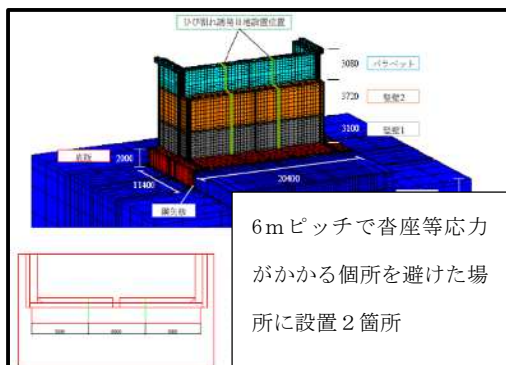 ひび割れ誘発目地設置位置
3080 パラペット
3720 竪壁2
3100 竪壁1
底版
2000
11400
20400
6mピッチで沓座等応力
がかかる個所を避けた場
所に設置2箇所